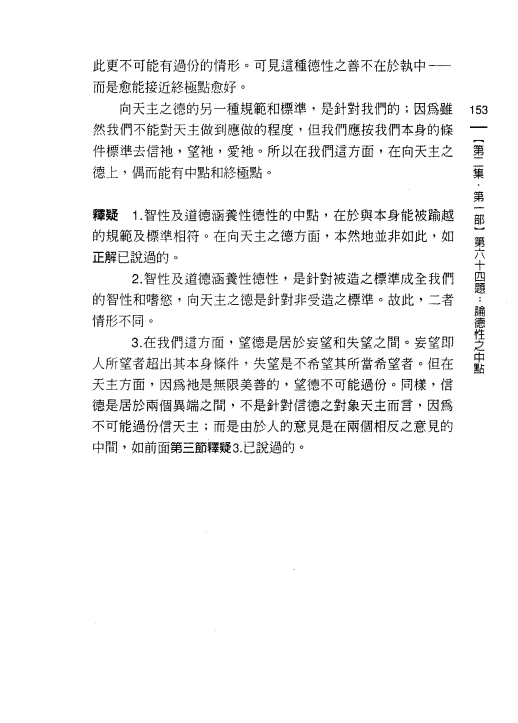 此更不可能有過份的情形。可見這種德性之善不在於執中——
而是愈能接近終極點愈好。
向天主之德的另一種規範和標準，是針對我們的；因爲雖
然我們不能對天主做到應做的程度，但我們應按我們本身的條
件標準去信祂，望祂，愛祂。所以在我們這方面，在向天主之
德上，偶而能有中點和終極點。
釋疑　1.智性及道德涵養性德性的中點，在於與本身能被踰越
的規範及標準相符。在向天主之德方面，本然地並非如此，如
正解已說過的。
2.智性及道德涵養性德性，是針對被造之標準成全我們
的智性和嗜慾，向天主之德是針對非受造之標準。故此，二者
情形不同。
3.在我們這方面，望德是居於妄望和失望之間。妄望即
人所望者超出其本身條件，失望是不希望其所當希望者。但在
天主方面，因爲祂是無限美善的，望德不可能過份。同樣，信
德是居於兩個異端之間，不是針對信德之對象天主而言，因爲
不可能過份信天主；而是由於人的意見是在兩個相反之意見的
中間，如前面第三節釋疑3.已說過的。
153
【第二集．第一部】第六十四題：論德性之中點